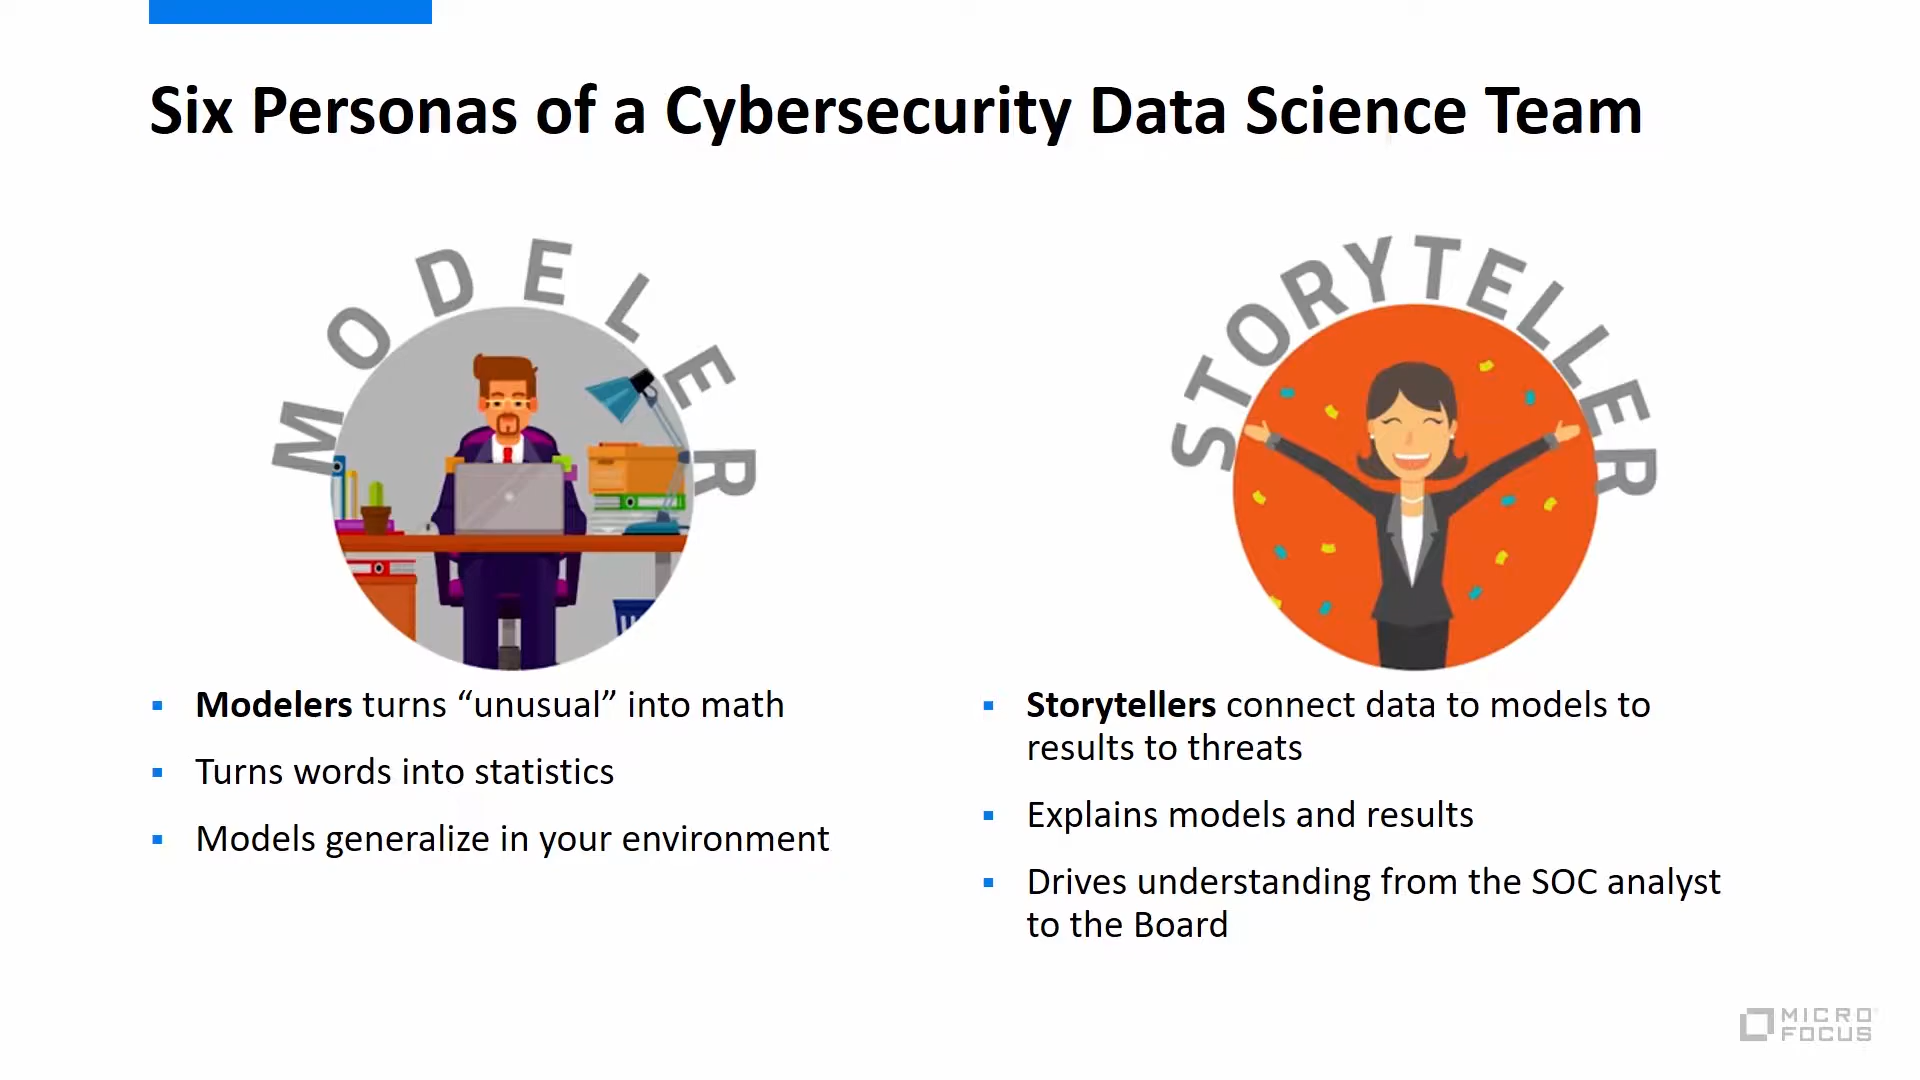 Six Personas of a Cybersecurity Data Science Team
MODELER
STORYTELLER
Modelers turns “unusual” into math
Turns words into statistics
Models generalize in your environment
Storytellers connect data to models to
results to threats
Explains models and results
Drives understanding from the SOC analyst
to the Board
MICRO
FOCUS